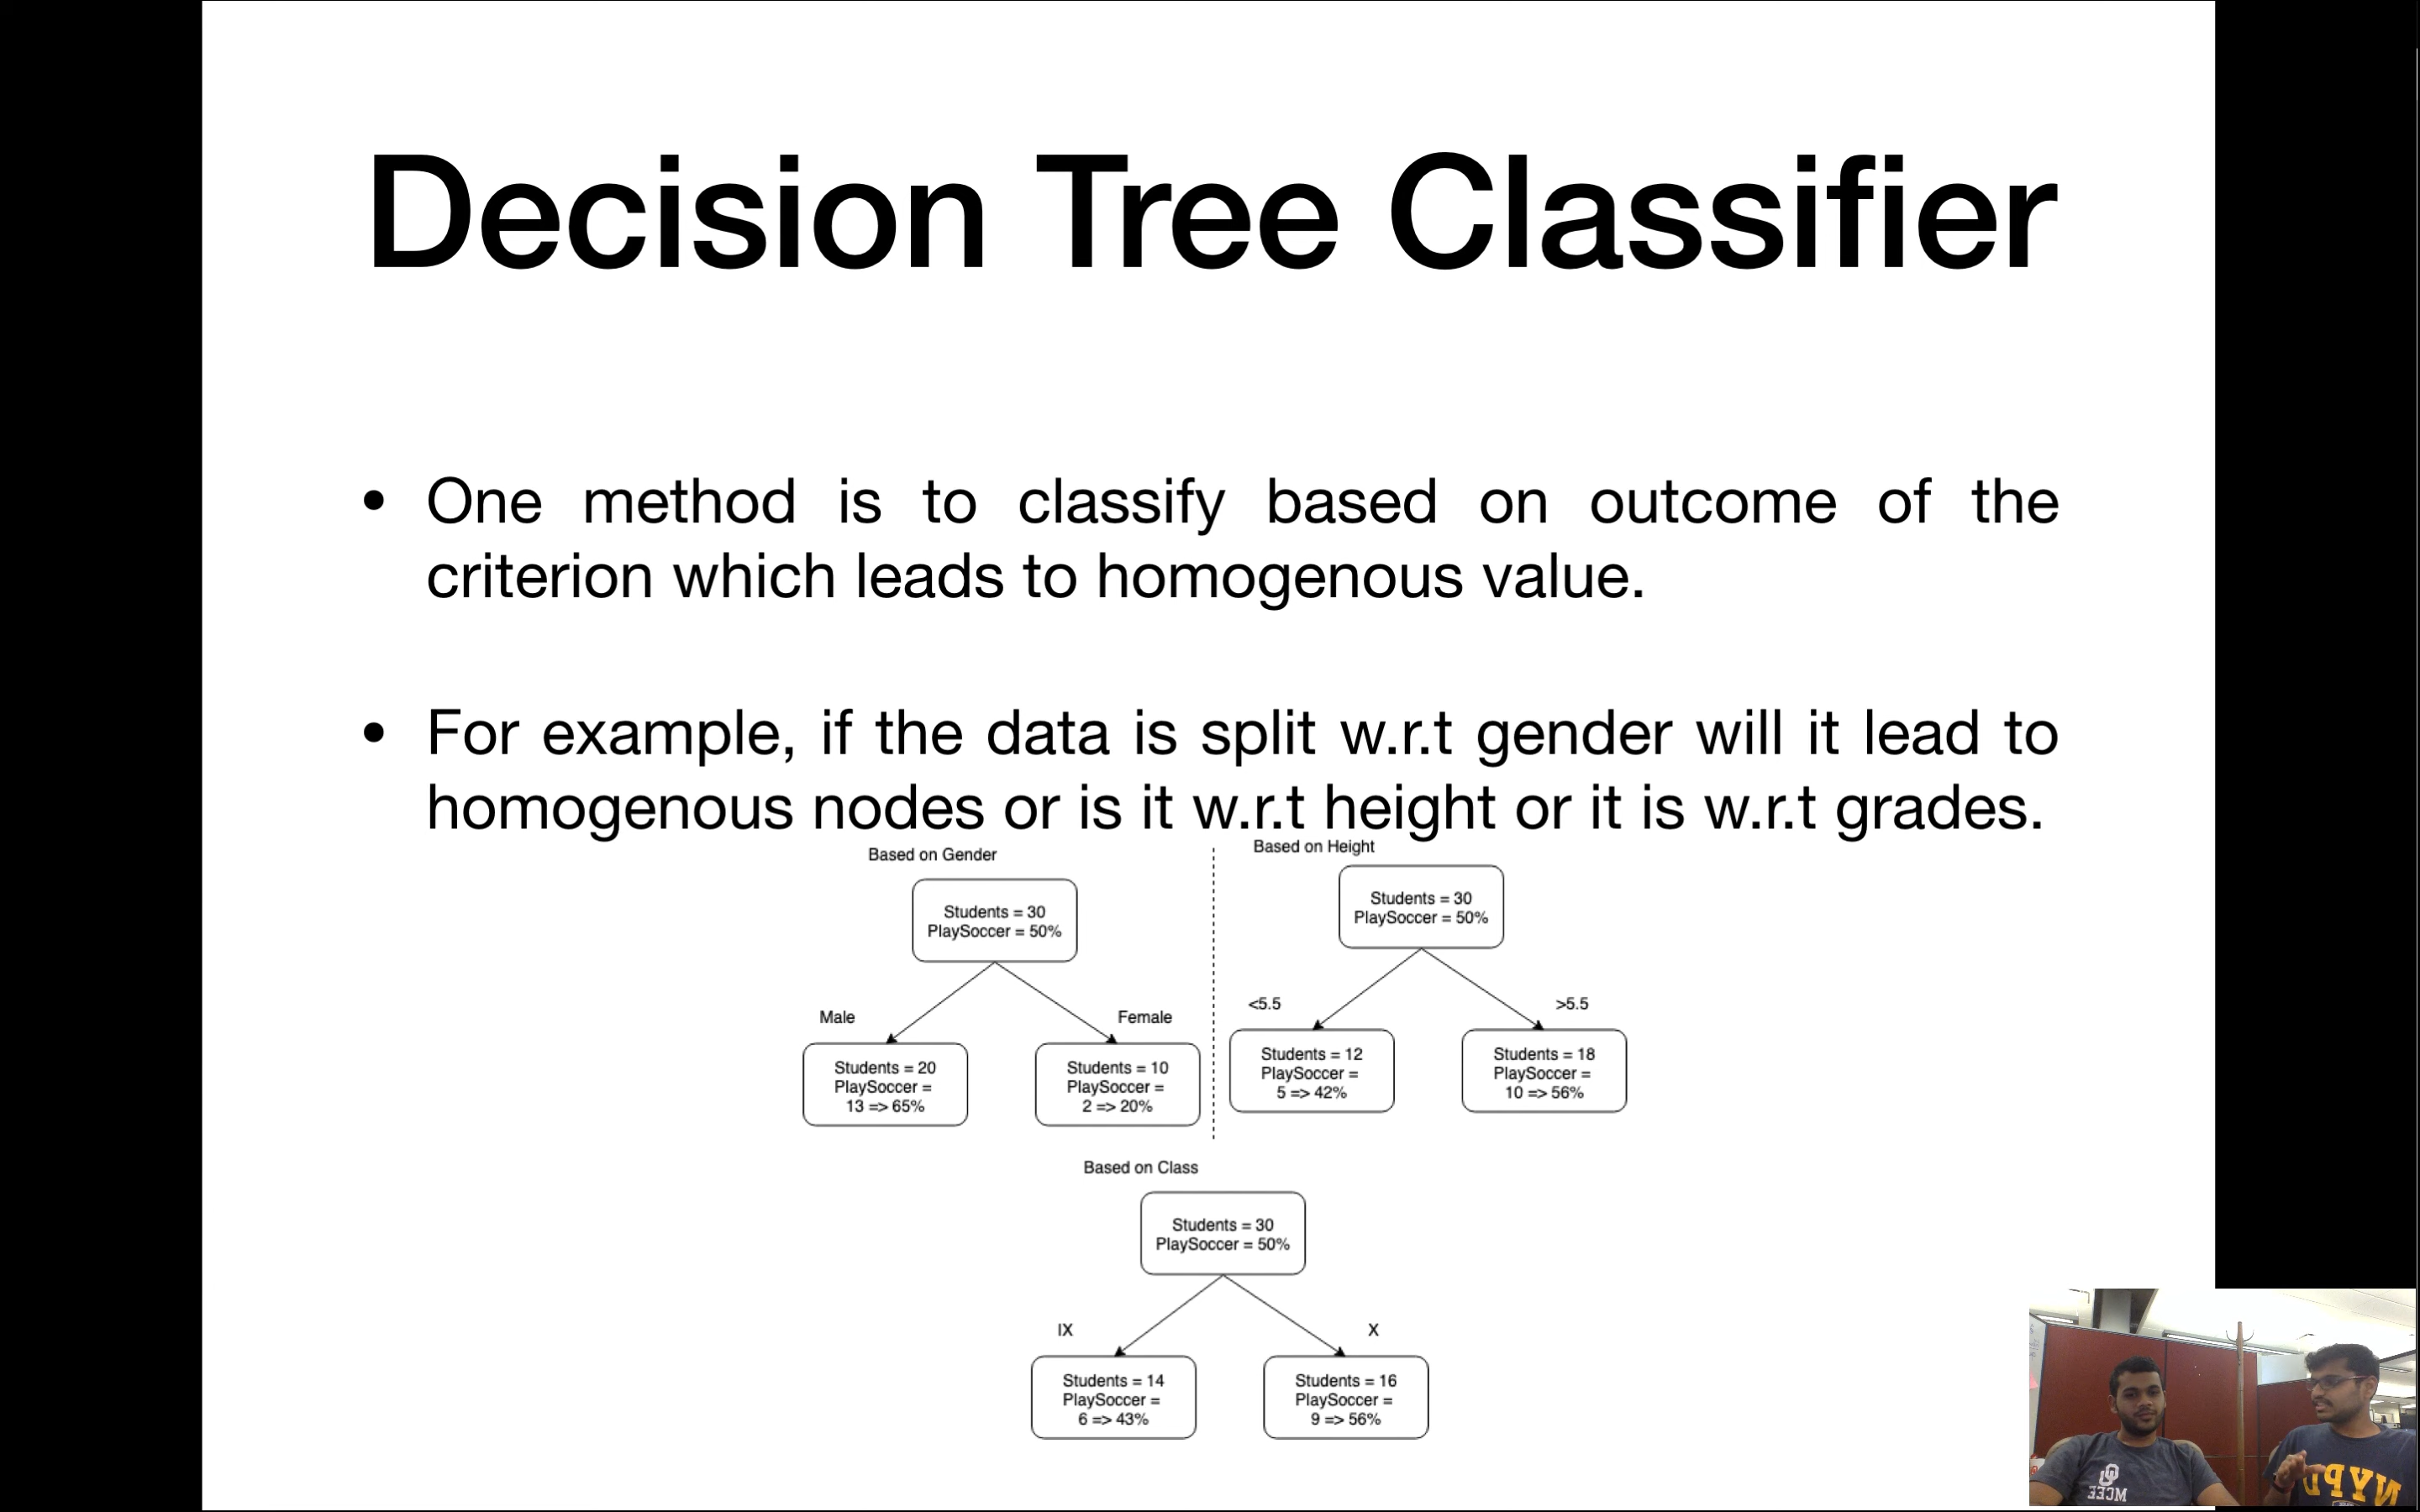 Decision Tree Classifier
• One method is to classify based on outcome of the
criterion which leads to homogenous value.
• For example, if the data is split w.r.t gender will it lead to
homogenous nodes or is it w.r.t height or it is w.r.t grades.
Based on Gender
Students = 30
PlaySoccer = 50%
Male
Female
Students = 20
PlaySoccer =
13 => 65%
Students = 10
PlaySoccer =
2 => 20%
Based on Height
Students = 30
PlaySoccer = 50%
<5.5
>5.5
Students = 12
PlaySoccer =
5 => 42%
Students = 18
PlaySoccer =
10 => 56%
Based on Class
Students = 30
PlaySoccer = 50%
IX
X
Students = 14
PlaySoccer =
6 => 43%
Students = 16
PlaySoccer =
9 => 56%
MCEE
NYPD